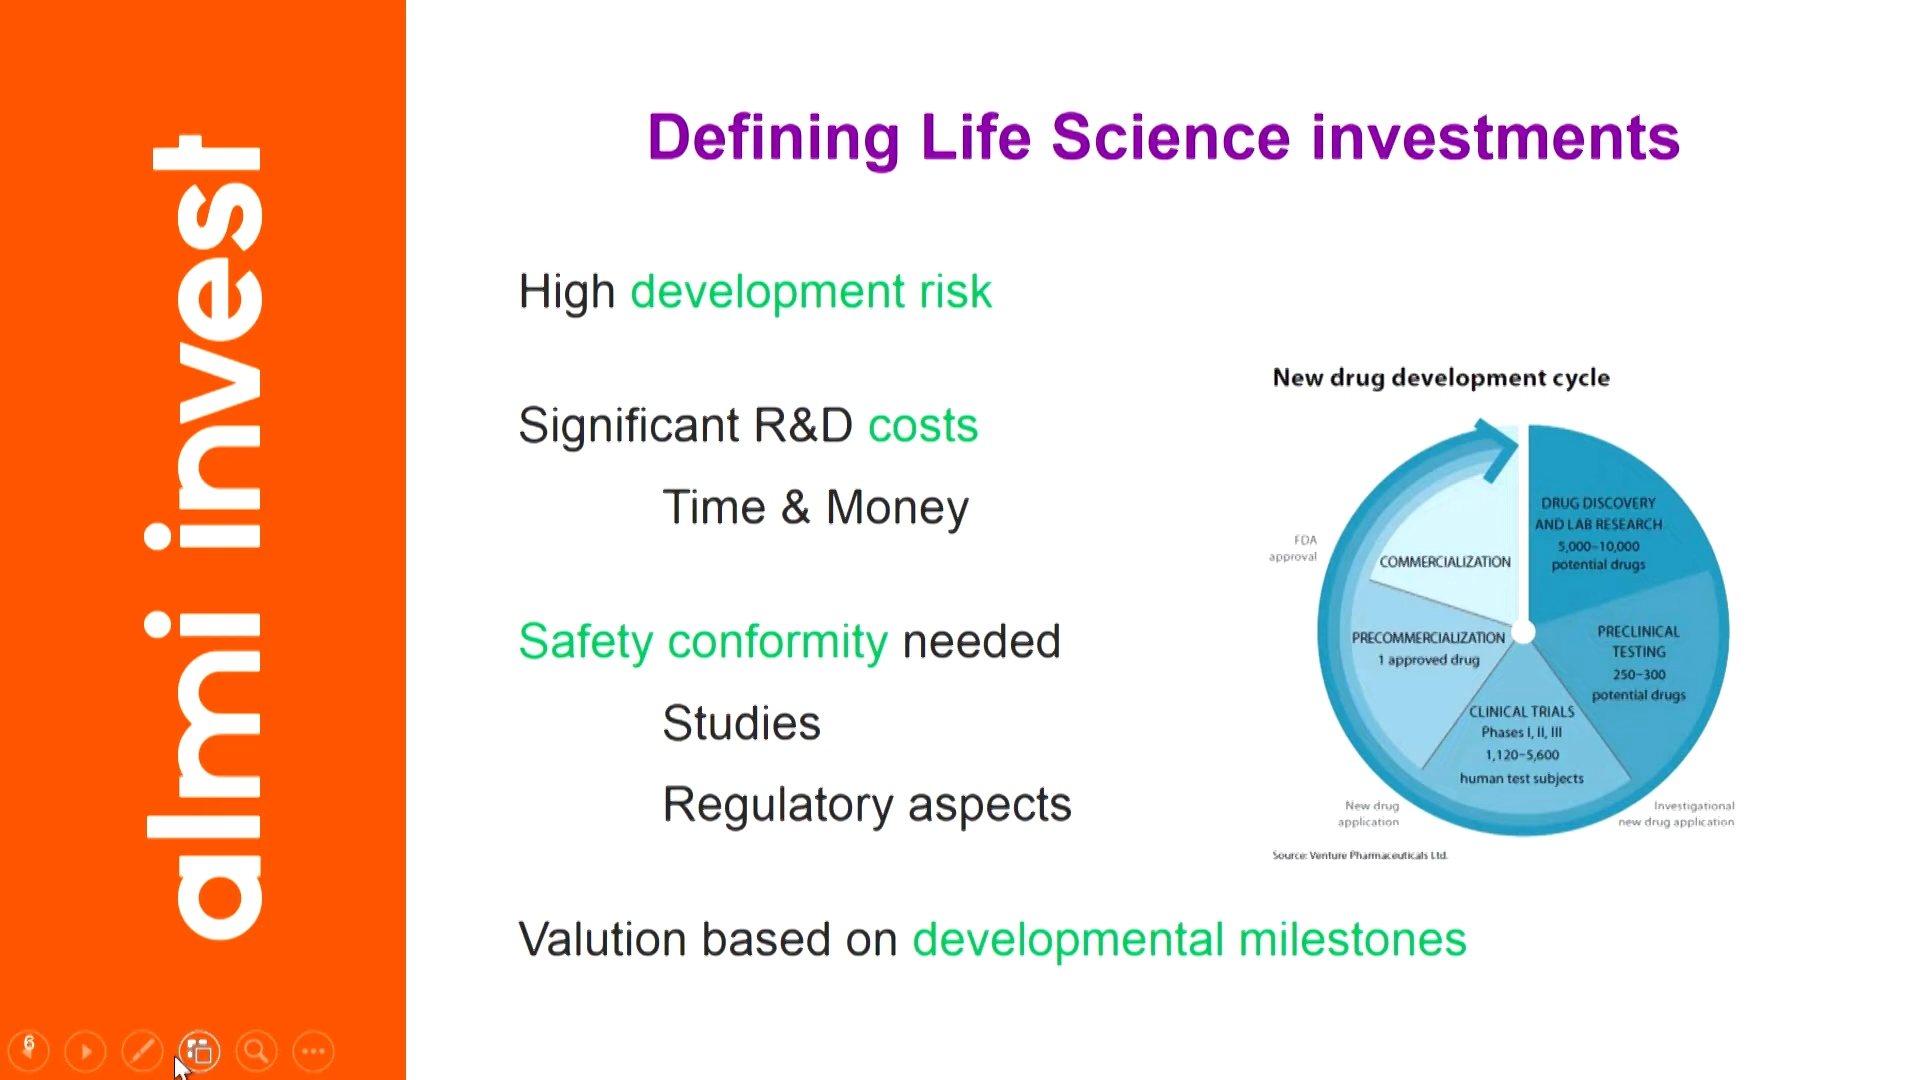 almi invest
Defining Life Science investments
High development risk
Significant R&D costs
Time & Money
Safety conformity needed
Studies
Regulatory aspects
Valution based on developmental milestones
New drug development cycle
DRUG DISCOVERY
AND LAB RESEARCH
5,000–10,000
potential drugs
PRECLINICAL
TESTING
250–300
potential drugs
Investigational
new drug application
CLINICAL TRIALS
Phases I, II, III
1,120–5,600
human test subjects
New drug
application
PRECOMMERCIALIZATION
1 approved drug
FDA
approval
COMMERCIALIZATION
Source: Venture Pharmaceuticals Ltd.
6